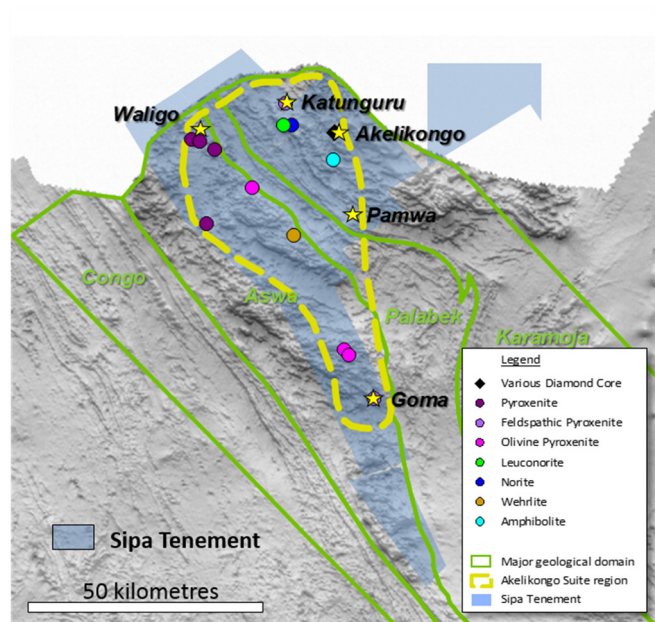 Katunguru
Waligo
Akelikongo
Pamwa
Congo
Aswa
Palabek
Karamoja
Goma
Legend
Various Diamond Core
Pyroxenite
Feldspathic Pyroxenite
Olivine Pyroxenite
Leuconorite
Norite
Wehrlite
Amphibolite
Major geological domain
Akelikongo Suite region
Sipa Tenement
Sipa Tenement
50 kilometres